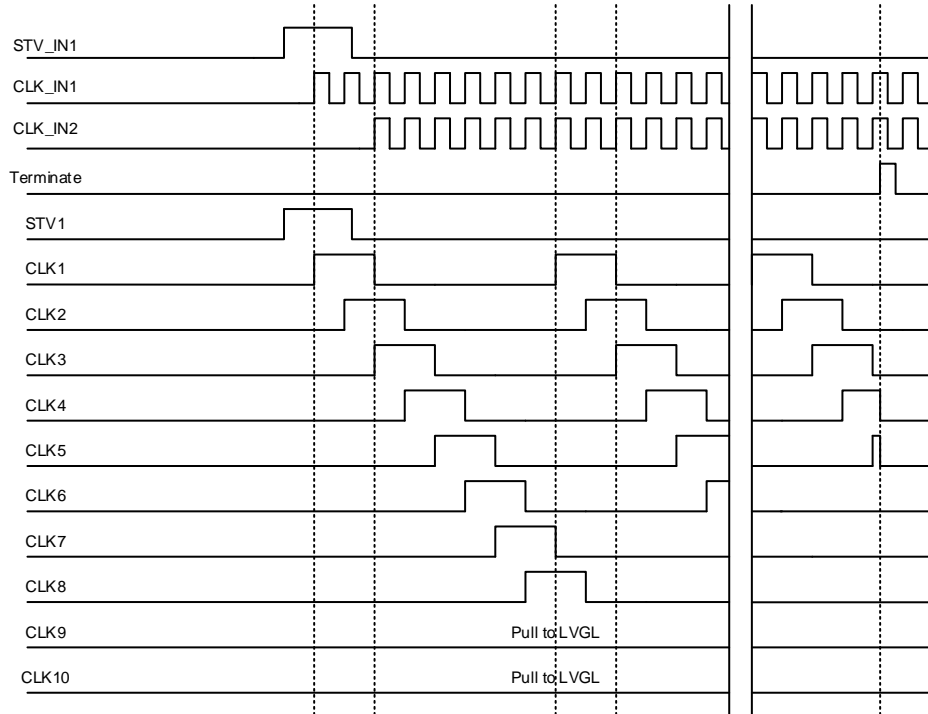 STV_IN1
CLK_IN1
CLK_IN2
Terminate
STV1
CLK1
CLK2
CLK3
CLK4
CLK5
CLK6
CLK7
CLK8
CLK9 Pull to LVGL
CLK10 Pull to LVGL